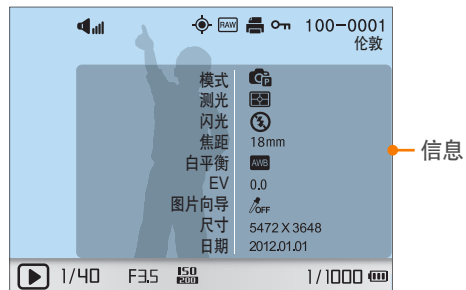 RAW 100-0001
伦敦
模式 P
测光
闪光
焦距 18mm
白平衡 AWB
EV 0.0
图片向导 OFF
尺寸 5472 X 3648
日期 2012.01.01
信息
1/40 F3.5 ISO 200 1/1000